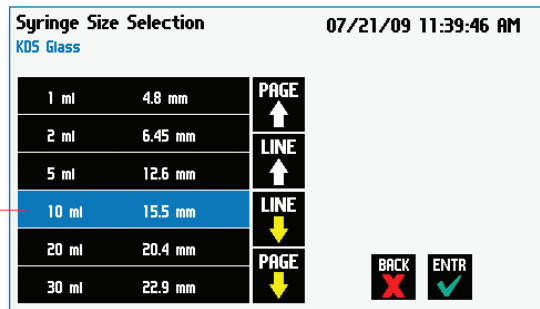 Syringe Size Selection 07/21/09 11:39:46 AM
KDS Glass
1 ml 4.8 mm
2 ml 6.45 mm
5 ml 12.6 mm
10 ml 15.5 mm
20 ml 20.4 mm
30 ml 22.9 mm
PAGE
LINE
LINE
PAGE
BACK ENTR